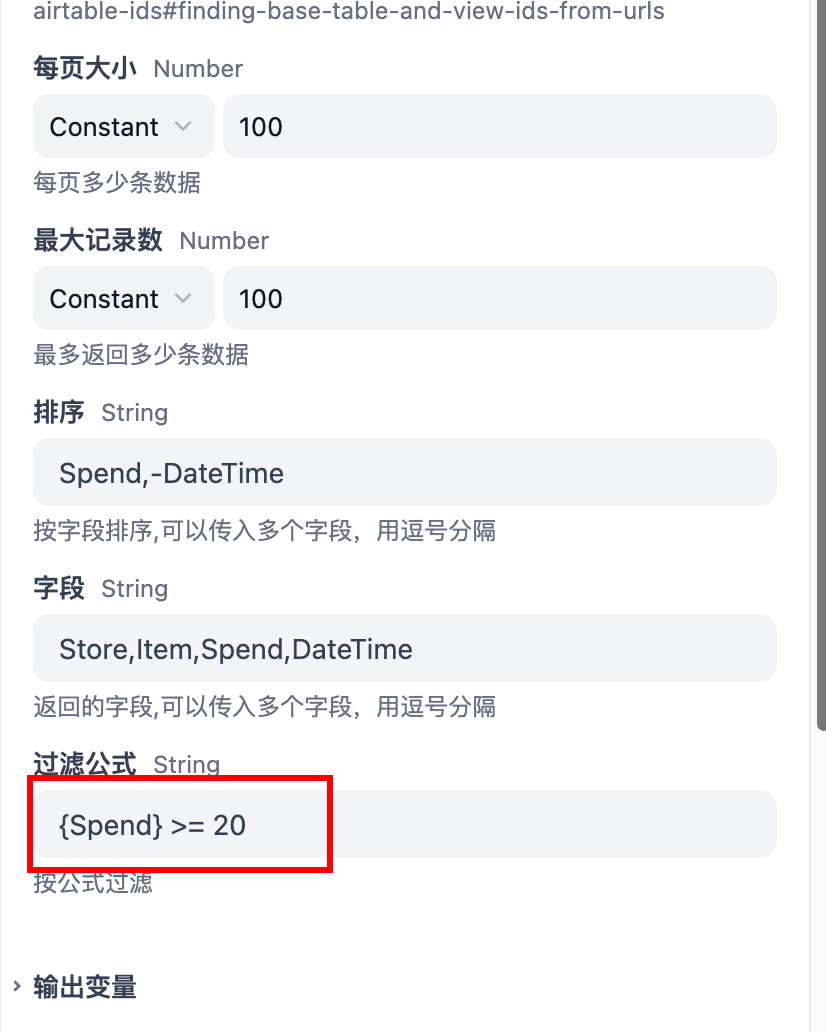 airtable-ids#finding-base-table-and-view-ids-from-urls
每页大小 Number
Constant 100
每页多少条数据
最大记录数 Number
Constant 100
最多返回多少条数据
排序 String
Spend,-DateTime
按字段排序,可以传入多个字段，用逗号分隔
字段 String
Store,Item,Spend,DateTime
返回的字段,可以传入多个字段，用逗号分隔
过滤公式 String
{Spend} >= 20
按公式过滤
输出变量